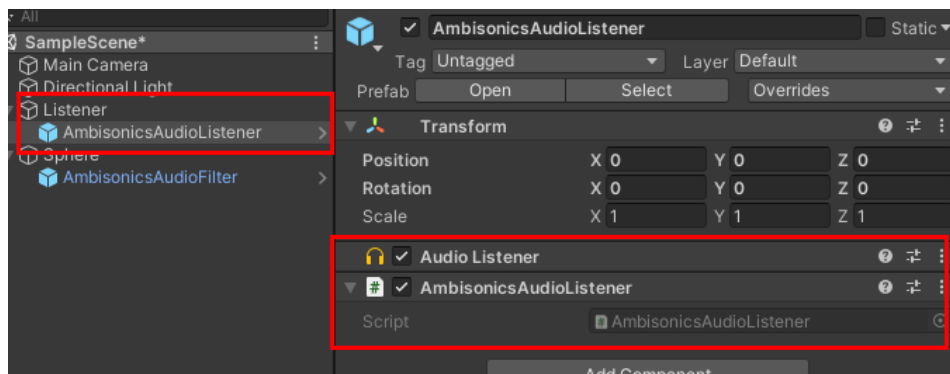 All
SampleScene*
Main Camera
Directional Light
Listener
AmbisonicsAudioListener
Sphere
AmbisonicsAudioFilter
AmbisonicsAudioListener
Static
Tag Untagged Layer Default
Prefab Open Select Overrides
Transform
Position X 0 Y 0 Z 0
Rotation X 0 Y 0 Z 0
Scale X 1 Y 1 Z 1
Audio Listener
# AmbisonicsAudioListener
Script AmbisonicsAudioListener
Add Component